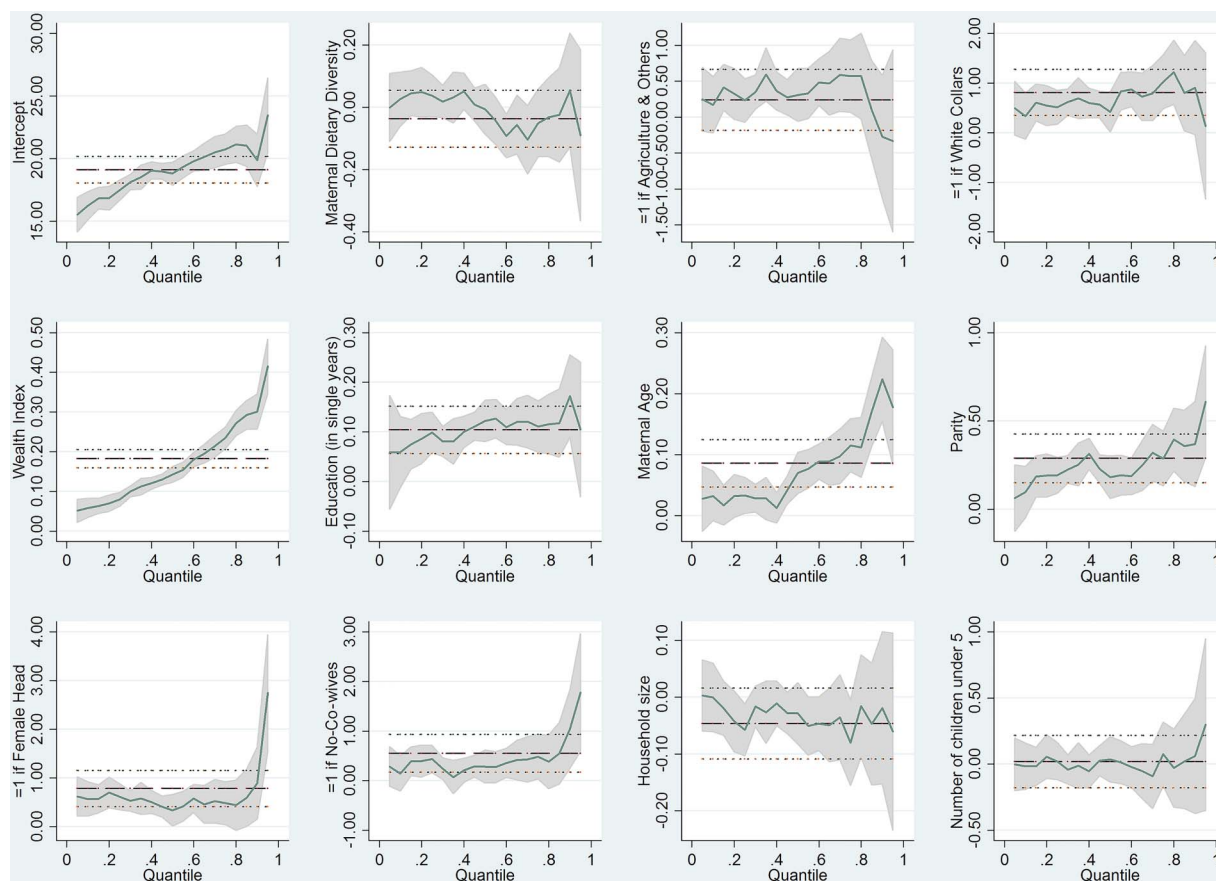 Intercept
30.00
25.00
20.00
15.00
0 .2 .4 .6 .8 1
Quantile
Maternal Dietary Diversity
0.20
0.00
-0.20
-0.40
0 .2 .4 .6 .8 1
Quantile
=1 if Agriculture & Others
1.00
0.50
0.00
-0.50
-1.00
-1.50
0 .2 .4 .6 .8 1
Quantile
=1 if White Collars
2.00
1.00
0.00
-1.00
-2.00
0 .2 .4 .6 .8 1
Quantile
Wealth Index
0.50
0.40
0.30
0.20
0.10
0.00
0 .2 .4 .6 .8 1
Quantile
Education (in single years)
0.30
0.20
0.10
0.00
-0.10
0 .2 .4 .6 .8 1
Quantile
Maternal Age
0.30
0.20
0.10
0.00
0 .2 .4 .6 .8 1
Quantile
Parity
1.00
0.50
0.00
0 .2 .4 .6 .8 1
Quantile
=1 if Female Head
4.00
3.00
2.00
1.00
0.00
0 .2 .4 .6 .8 1
Quantile
=1 if No-Co-wives
3.00
2.00
1.00
0.00
-1.00
0 .2 .4 .6 .8 1
Quantile
Household size
0.10
0.00
-0.10
-0.20
0 .2 .4 .6 .8 1
Quantile
Number of children under 5
1.00
0.50
0.00
-0.50
0 .2 .4 .6 .8 1
Quantile